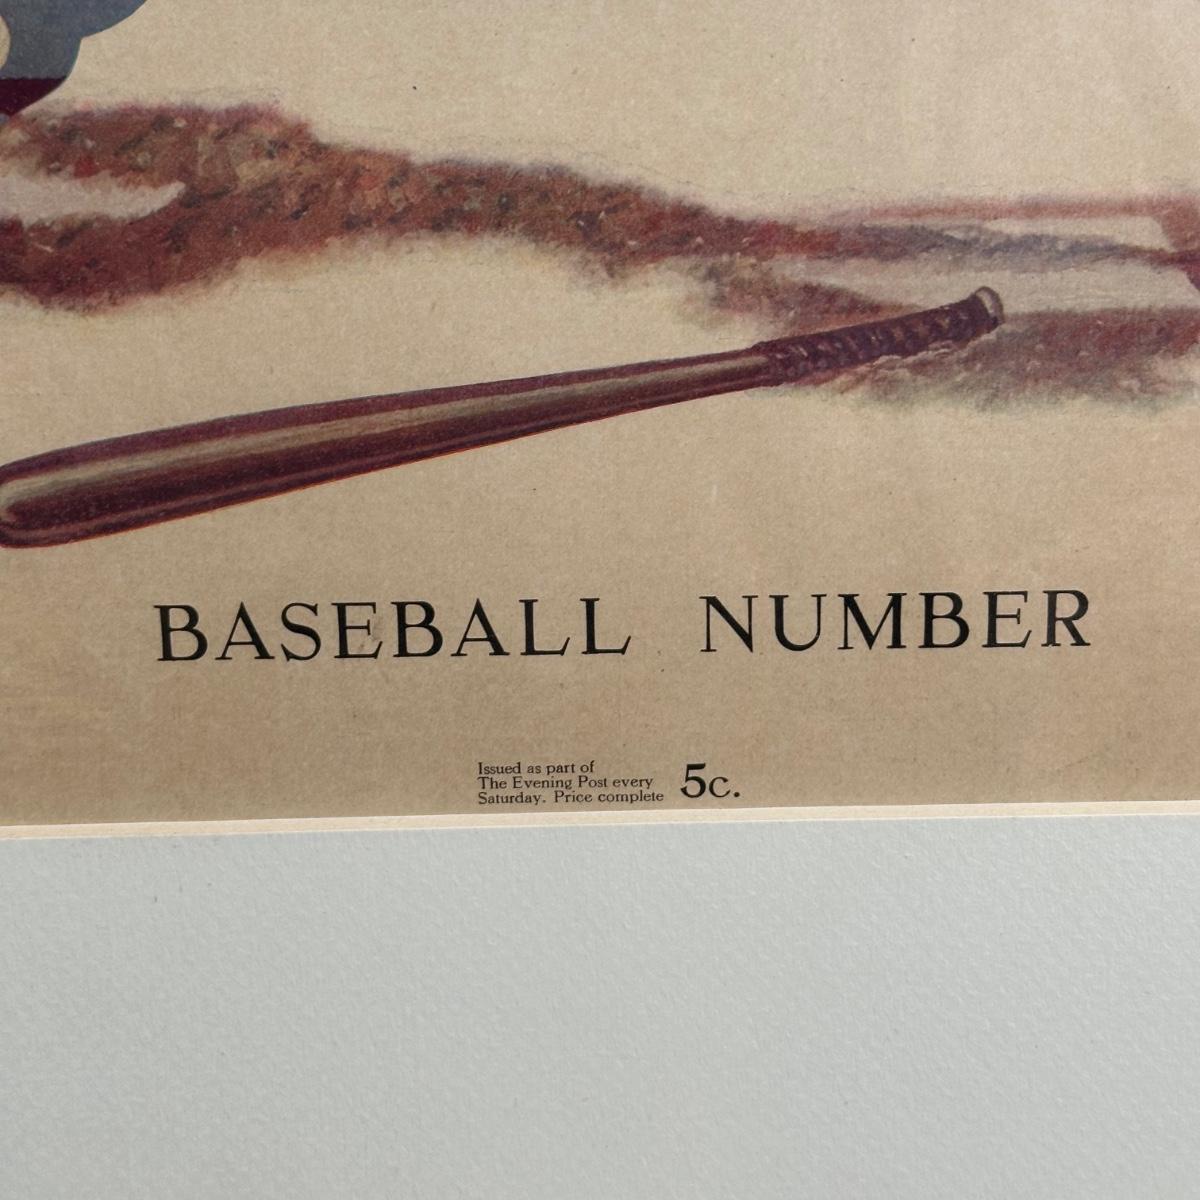 BASEBALL NUMBER
Issued as part of
The Evening Post every
Saturday. Price complete
5c.